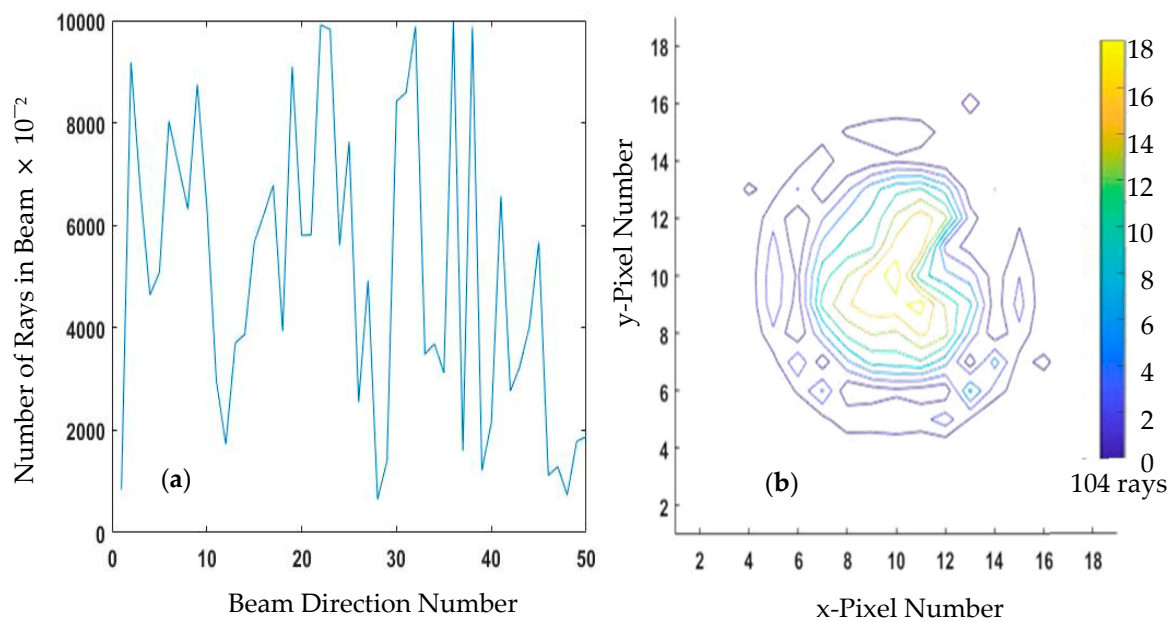 Number of Rays in Beam × 10⁻²
10000
8000
6000
4000
2000
0
0 10 20 30 40 50
Beam Direction Number
(a)
y-Pixel Number
18
16
14
12
10
8
6
4
2
2 4 6 8 10 12 14 16 18
x-Pixel Number
(b)
18
16
14
12
10
8
6
4
2
0
104 rays